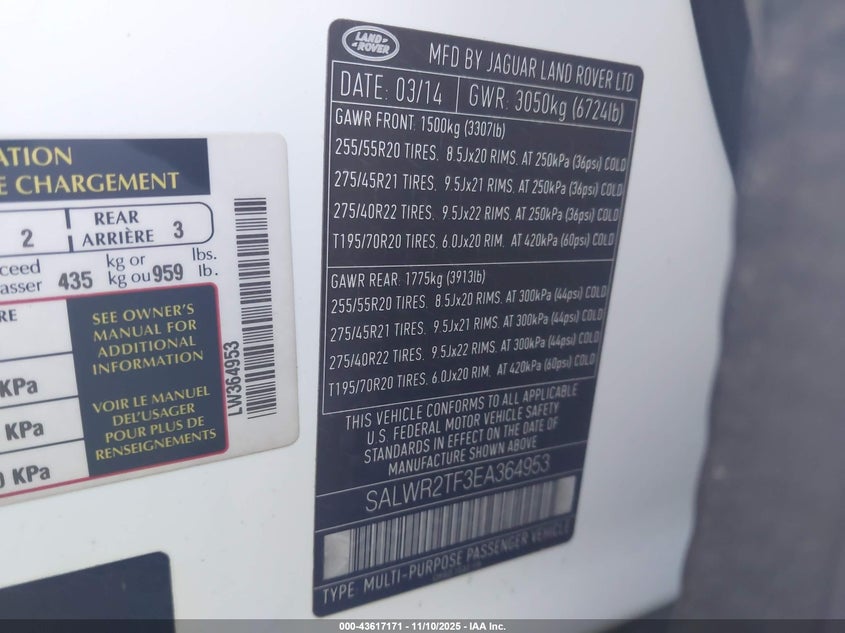 ATION
E CHARGEMENT
2 REAR ARRIÈRE 3
ceed kg or lbs.
asser 435 kg ou 959 lb.
RE
SEE OWNER'S
MANUAL FOR
ADDITIONAL
INFORMATION
VOIR LE MANUEL
DEL'USAGER
POUR PLUS DE
RENSEIGNEMENTS
KPa
KPa
0 KPa
LW364953
LAND ROVER
MFD BY JAGUAR LAND ROVER LTD
DATE: 03/14 GWR: 3050kg (6724lb)
GAWR FRONT: 1500kg (3307lb)
255/55R20 TIRES. 8.5Jx20 RIMS. AT 250kPa (36psi) COLD
275/45R21 TIRES. 9.5Jx21 RIMS. AT 250kPa (36psi) COLD
275/40R22 TIRES. 9.5Jx22 RIMS. AT 250kPa (36psi) COLD
T195/70R20 TIRES. 6.0Jx20 RIM. AT 420kPa (60psi) COLD
GAWR REAR: 1775kg (3913lb)
255/55R20 TIRES. 8.5Jx20 RIMS. AT 300kPa (44psi) COLD
275/45R21 TIRES. 9.5Jx21 RIMS. AT 300kPa (44psi) COLD
275/40R22 TIRES. 9.5Jx22 RIMS. AT 300kPa (44psi) COLD
T195/70R20 TIRES. 6.0Jx20 RIM. AT 420kPa (60psi) COLD
THIS VEHICLE CONFORMS TO ALL APPLICABLE
U.S. FEDERAL MOTOR VEHICLE SAFETY
STANDARDS IN EFFECT ON THE DATE OF
MANUFACTURE SHOWN ABOVE
SALWR2TF3EA364953
TYPE: MULTI-PURPOSE PASSENGER VEHICLE
000-43617171 — 11/10/2025 — IAA Inc.